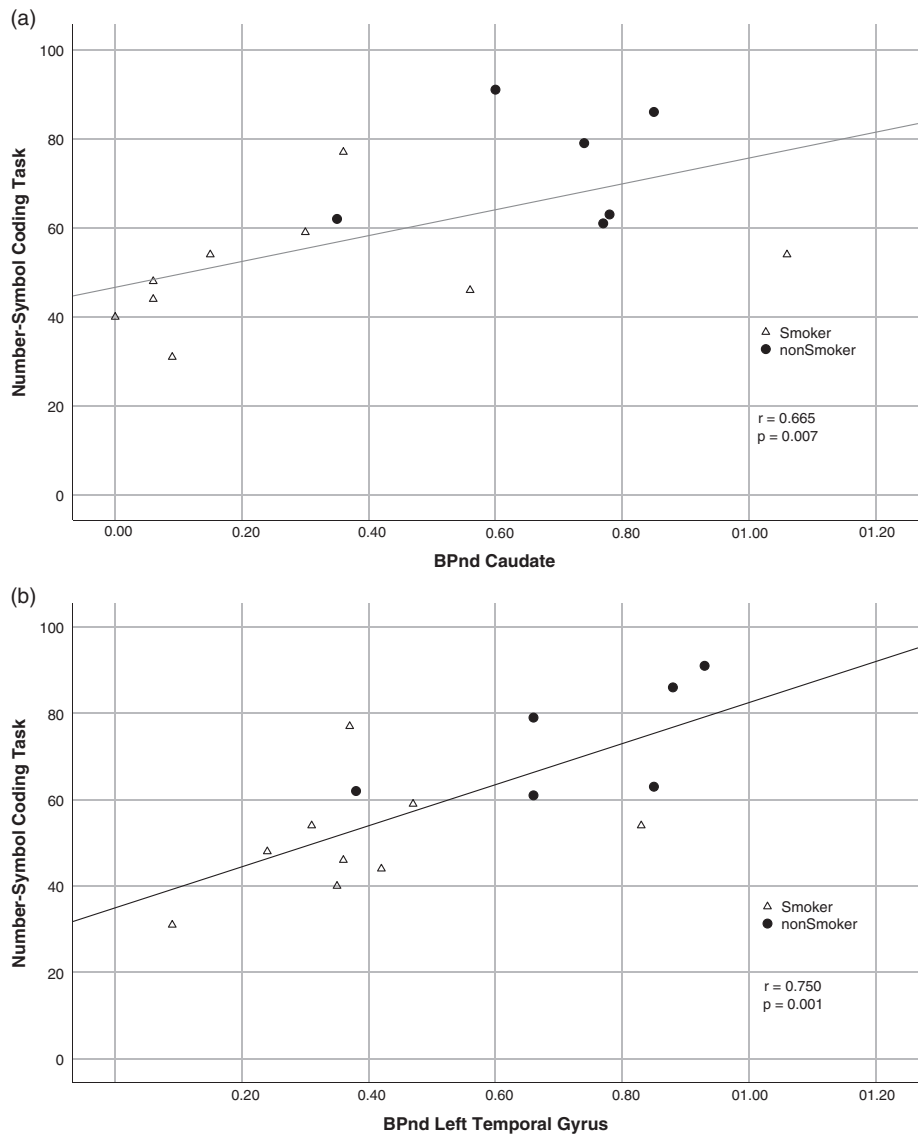 (a)
100
80
60
40
20
0
Number-Symbol Coding Task
△ Smoker
● nonSmoker
r = 0.665
p = 0.007
0.00 0.20 0.40 0.60 0.80 01.00 01.20
BPnd Caudate
(b)
100
80
60
40
20
0
Number-Symbol Coding Task
△ Smoker
● nonSmoker
r = 0.750
p = 0.001
0.20 0.40 0.60 0.80 01.00 01.20
BPnd Left Temporal Gyrus